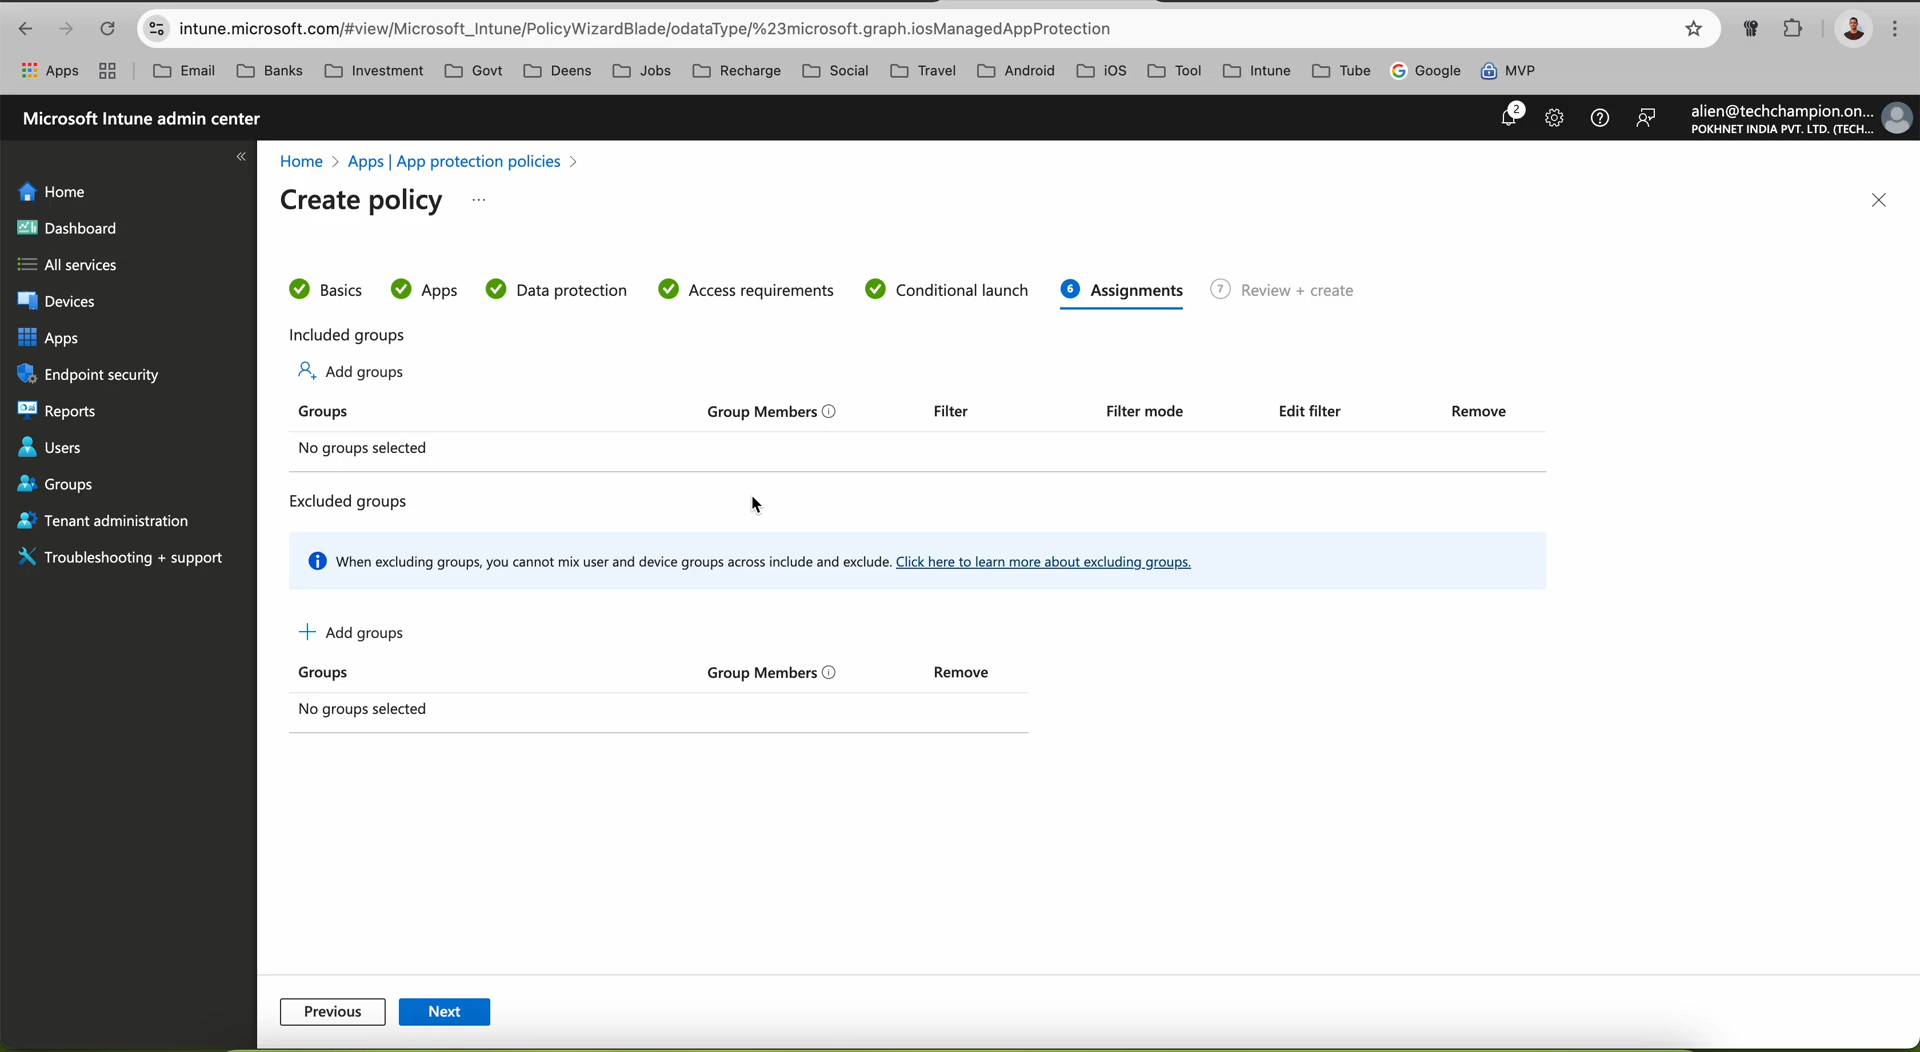 intune.microsoft.com/#view/Microsoft_Intune/PolicyWizardBlade/odataType/%23microsoft.graph.iosManagedAppProtection
Apps Email Banks Investment Govt Deens Jobs Recharge Social Travel Android iOS Tool Intune Tube Google MVP
Microsoft Intune admin center
2
alien@techchampion.on...
POKHNET INDIA PVT. LTD. (TECH...
Home
Dashboard
All services
Devices
Apps
Endpoint security
Reports
Users
Groups
Tenant administration
Troubleshooting + support
Home > Apps | App protection policies >
Create policy ...
Basics Apps Data protection Access requirements Conditional launch 6 Assignments 7 Review + create
Included groups
Add groups
Groups Group Members Filter Filter mode Edit filter Remove
No groups selected
Excluded groups
When excluding groups, you cannot mix user and device groups across include and exclude. Click here to learn more about excluding groups.
Add groups
Groups Group Members Remove
No groups selected
Previous Next